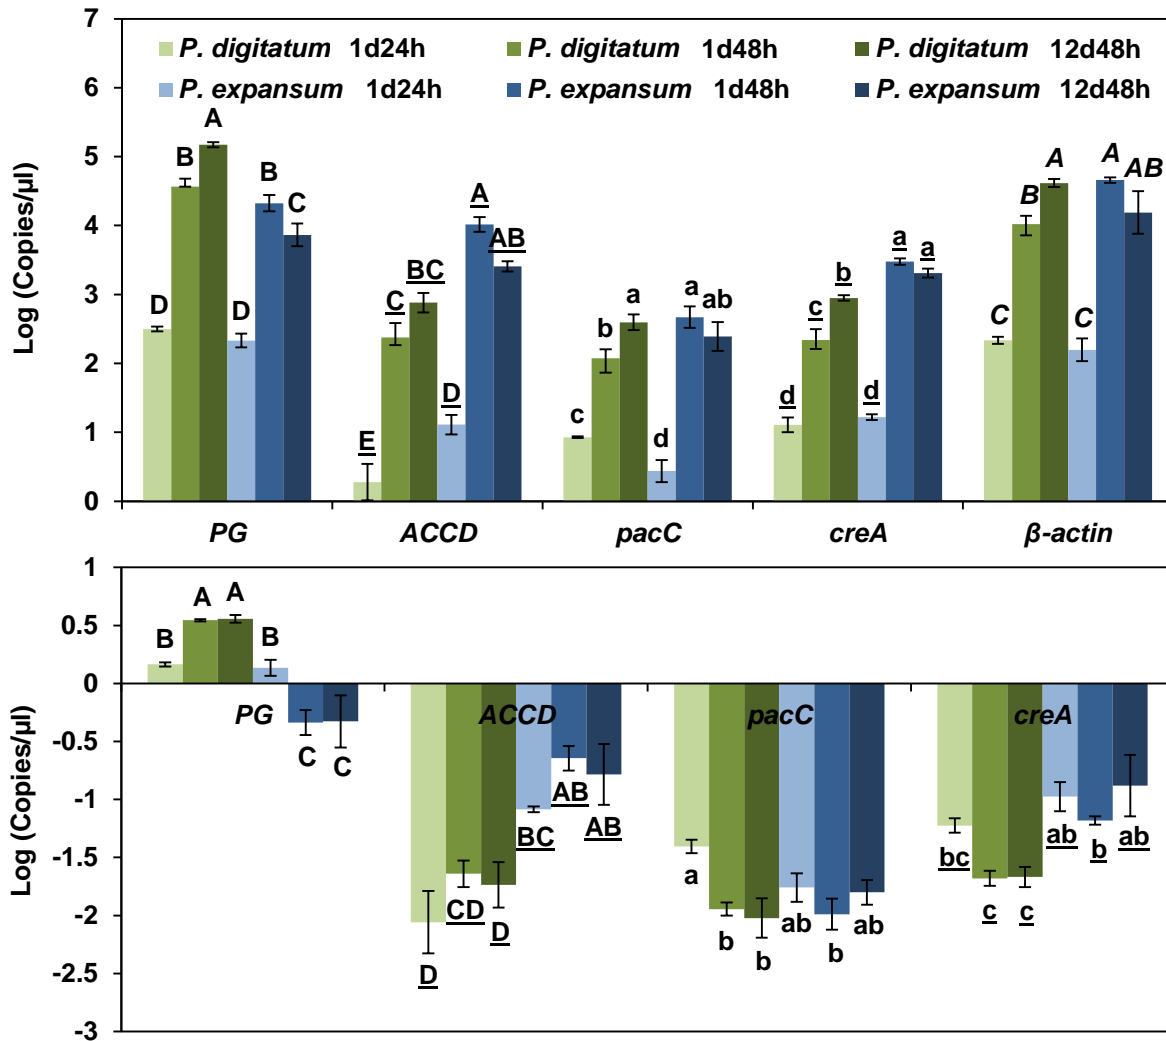 7
P. digitatum 1d24h P. digitatum 1d48h P. digitatum 12d48h
P. expansum 1d24h P. expansum 1d48h P. expansum 12d48h
6
5
4
3
2
1
0
Log (Copies/µl)
D B A D B C
E C BC D A AB
c b a d a ab
d c b d a a
C B A C A AB
PG ACCD pacC creA β-actin
1
0.5
0
-0.5
-1
-1.5
-2
-2.5
-3
Log (Copies/µl)
B A A B C C
D CD D BC AB AB
a b b ab b ab
bc c c ab b ab
PG ACCD pacC creA